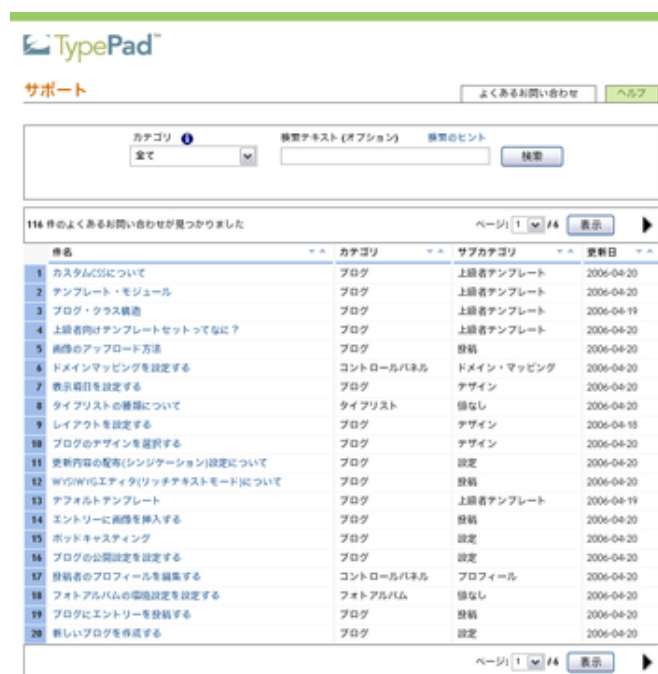 TypePad™
サポート
よくあるお問い合わせ ヘルプ
カテゴリ 検索テキスト (オプション) 検索のヒント
全て 検索
116 件のよくあるお問い合わせが見つかりました ページ: 1 /6 表示
件名 カテゴリ サブカテゴリ 更新日
1 カスタムCSSについて ブログ 上級者テンプレート 2006-04-20
2 テンプレート・モジュール ブログ 上級者テンプレート 2006-04-20
3 ブログ・クラス構造 ブログ 上級者テンプレート 2006-04-19
4 上級者向けテンプレートセットってなに? ブログ 上級者テンプレート 2006-04-20
5 画像のアップロード方法 ブログ 投稿 2006-04-20
6 ドメインマッピングを設定する コントロールパネル ドメイン・マッピング 2006-04-20
7 表示項目を設定する ブログ デザイン 2006-04-20
8 タイプリストの種類について タイプリスト 値なし 2006-04-20
9 レイアウトを設定する ブログ デザイン 2006-04-18
10 ブログのデザインを選択する ブログ デザイン 2006-04-20
11 更新内容の配布(シンジケーション)設定について ブログ 設定 2006-04-20
12 WYSIWYGエディタ(リッチテキストモード)について ブログ 投稿 2006-04-20
13 デフォルトテンプレート ブログ 上級者テンプレート 2006-04-19
14 エントリーに画像を挿入する ブログ 投稿 2006-04-20
15 ポッドキャスティング ブログ 設定 2006-04-20
16 ブログの公開設定を設定する ブログ 設定 2006-04-20
17 投稿者のプロフィールを編集する コントロールパネル プロフィール 2006-04-20
18 フォトアルバムの環境設定を設定する フォトアルバム 値なし 2006-04-20
19 ブログにエントリーを投稿する ブログ 投稿 2006-04-20
20 新しいブログを作成する ブログ 設定 2006-04-20
ページ: 1 /6 表示